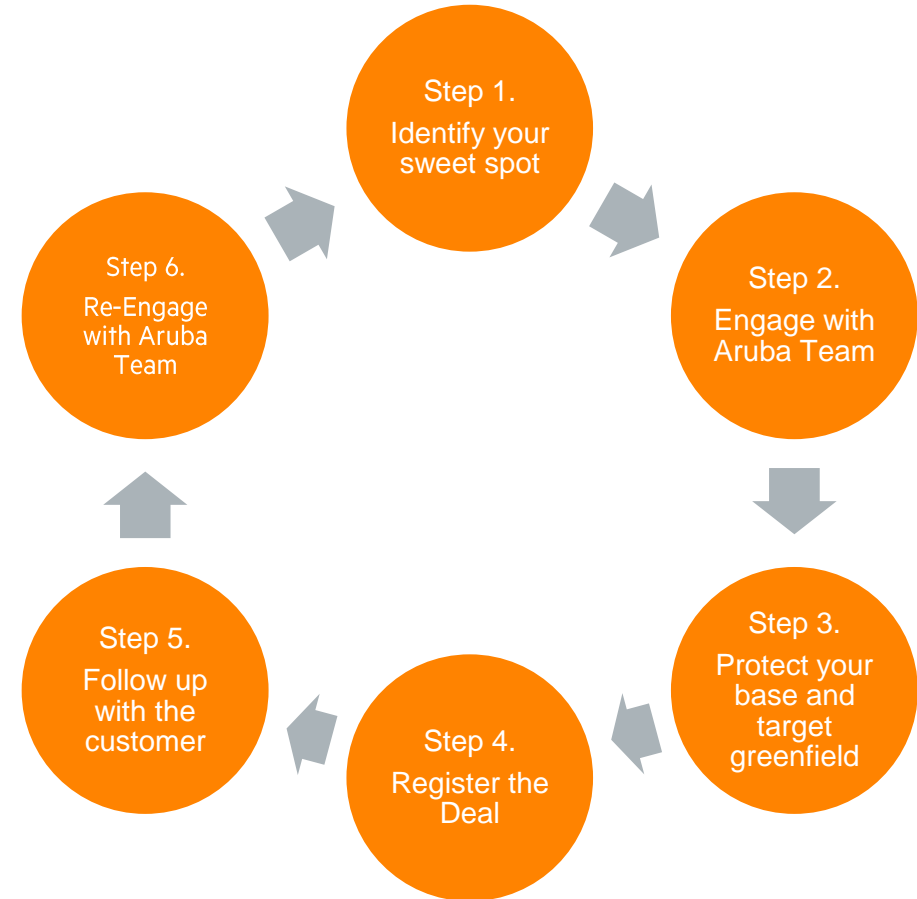 Step 1.
Identify your
sweet spot
Step 2.
Engage with
Aruba Team
Step 3.
Protect your
base and
target
greenfield
Step 4.
Register the
Deal
Step 5.
Follow up
with the
customer
Step 6.
Re-Engage
with Aruba
Team